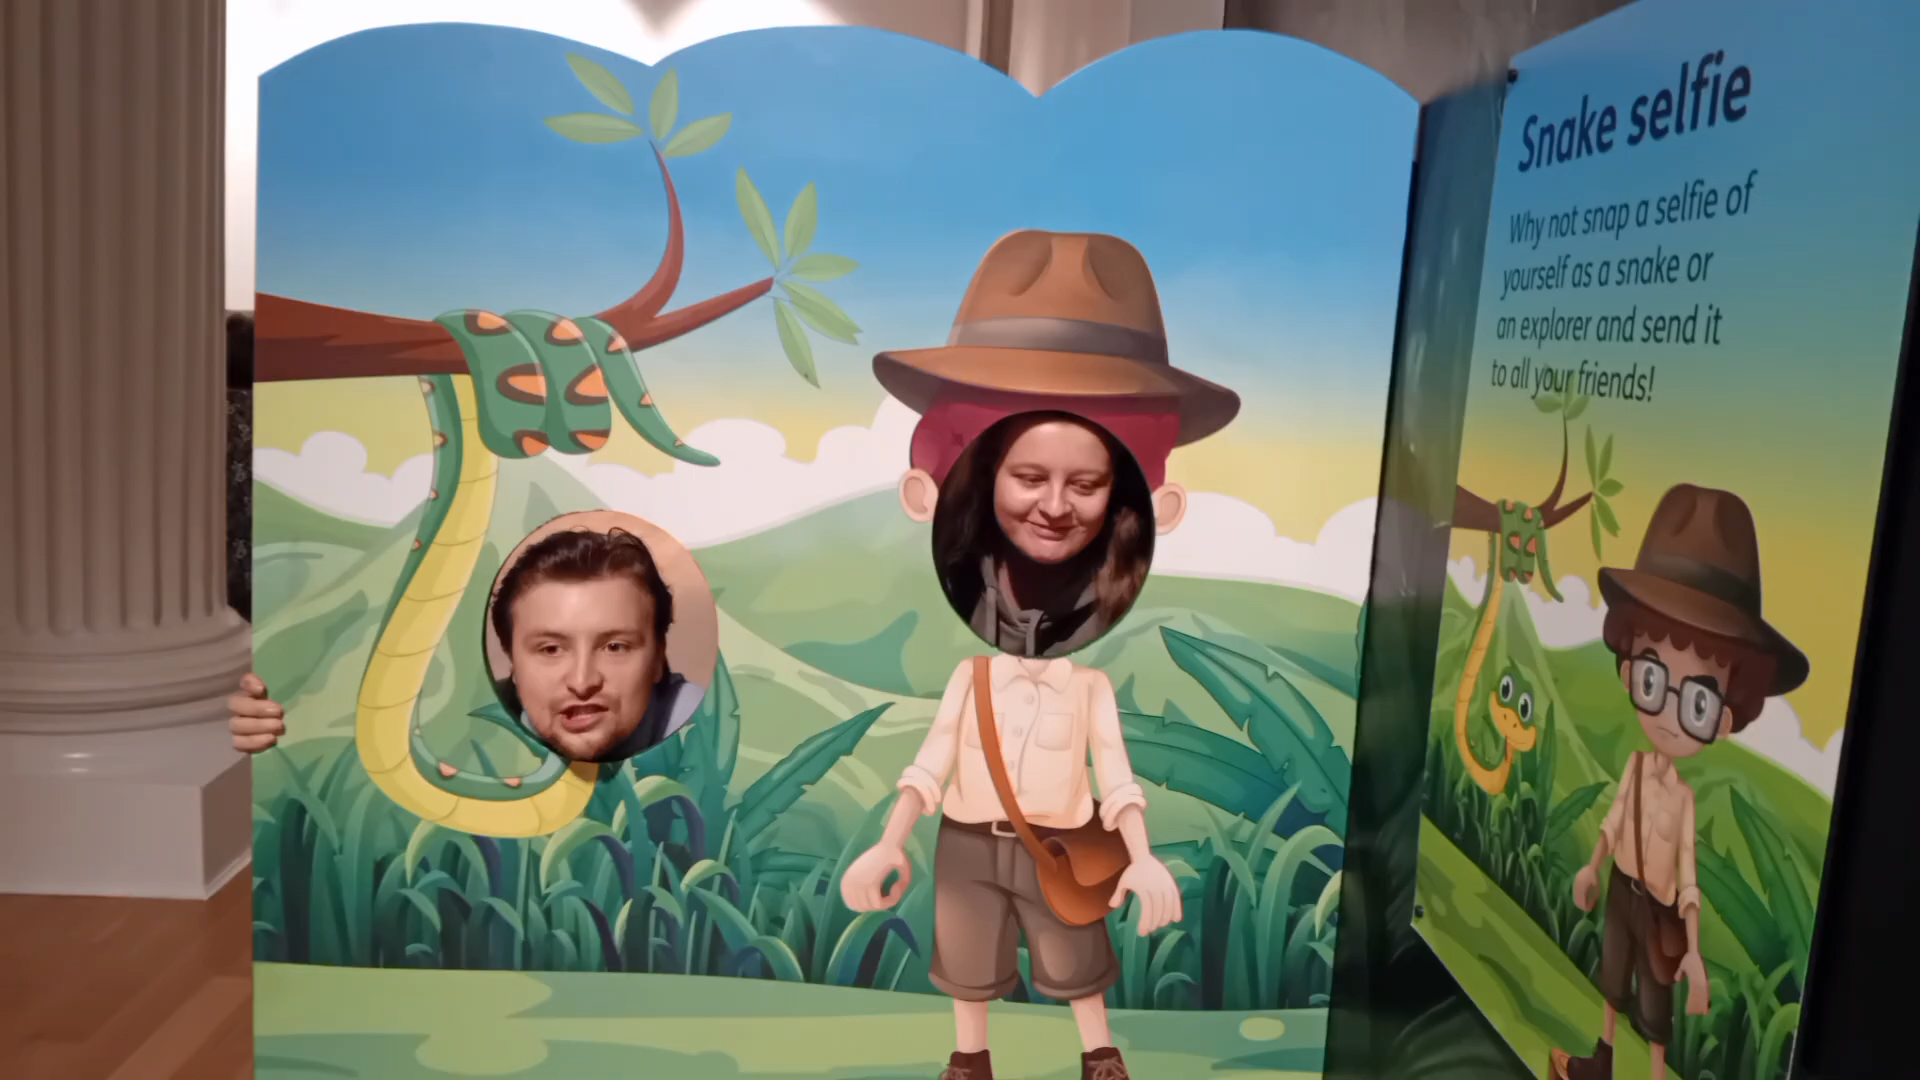 Snake selfie
Why not snap a selfie of
yourself as a snake or
an explorer and send it
to all your friends!